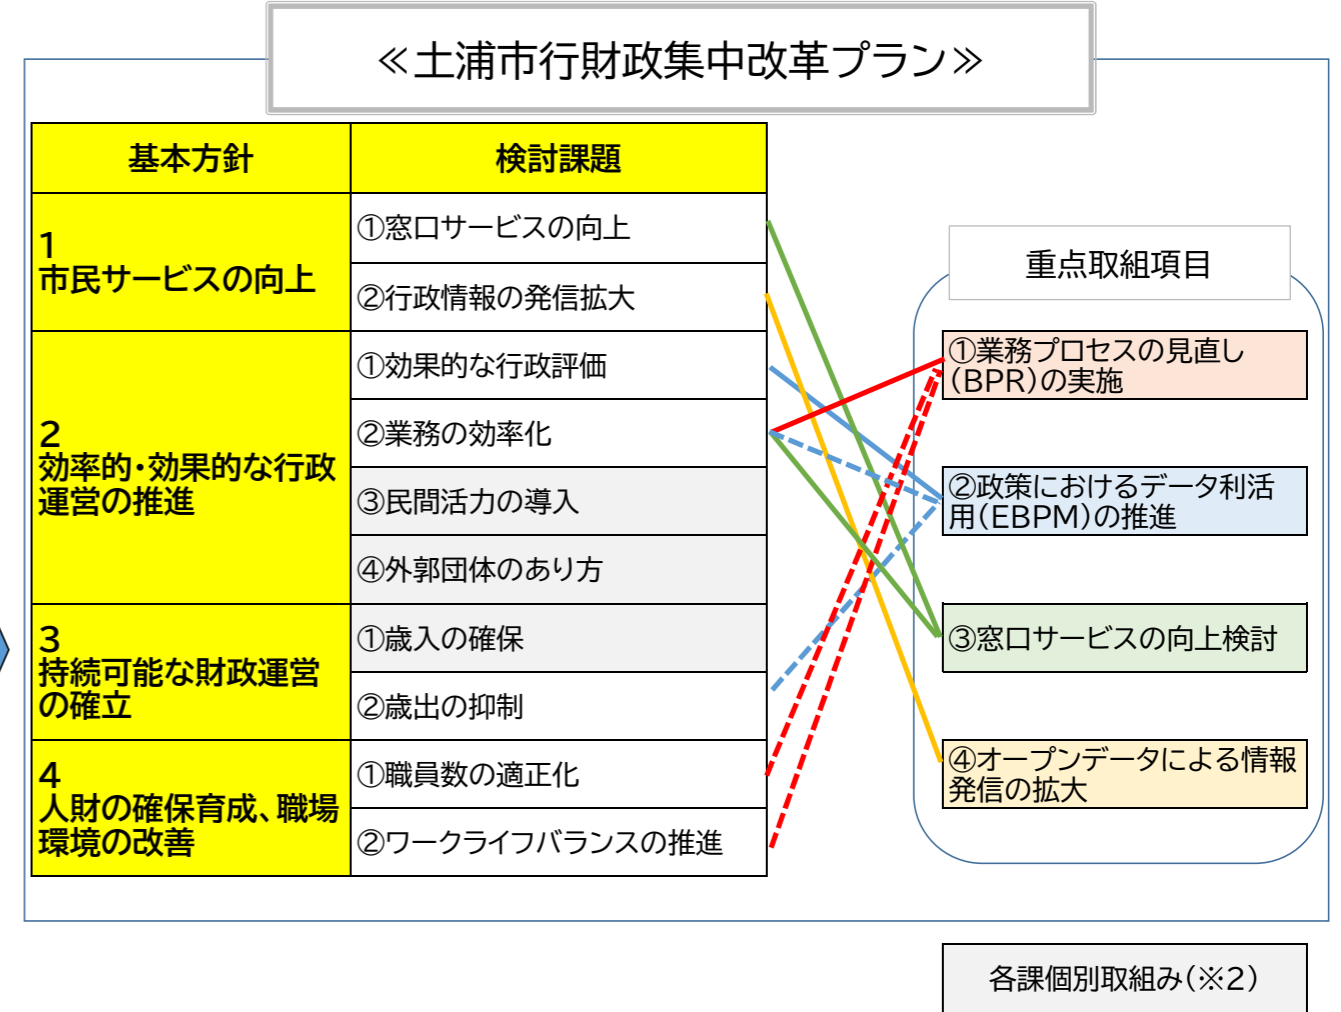 ≪土浦市行財政集中改革プラン≫
基本方針
検討課題
1
市民サービスの向上
①窓口サービスの向上
②行政情報の発信拡大
2
効率的・効果的な行政
運営の推進
①効果的な行政評価
②業務の効率化
③民間活力の導入
④外郭団体のあり方
3
持続可能な財政運営
の確立
①歳入の確保
②歳出の抑制
4
人財の確保育成、職場
環境の改善
①職員数の適正化
②ワークライフバランスの推進
重点取組項目
①業務プロセスの見直し
(BPR)の実施
②政策におけるデータ利活
用(EBPM)の推進
③窓口サービスの向上検討
④オープンデータによる情報
発信の拡大
各課個別取組み(※2)